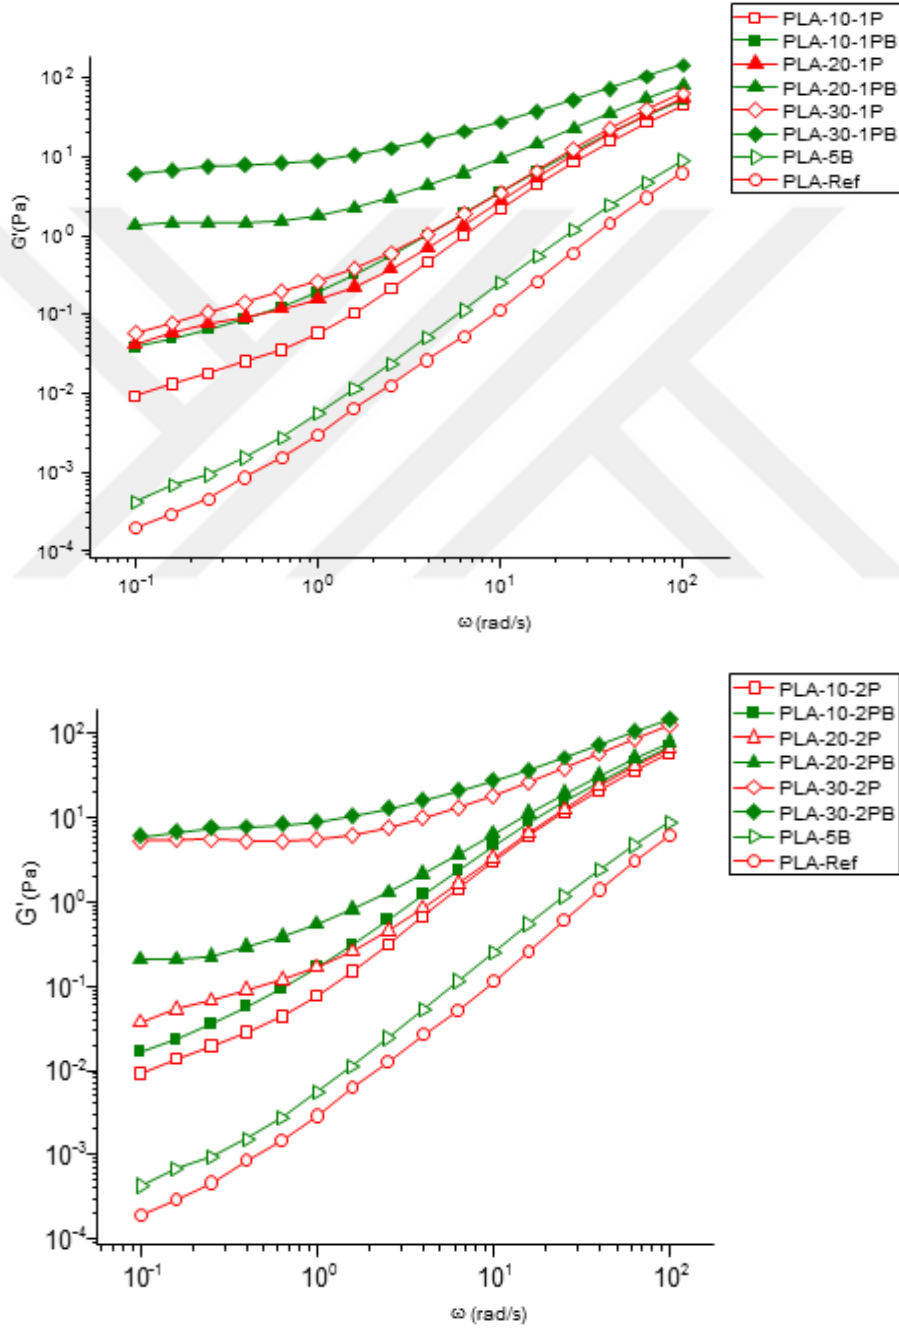 PLA-10-1P
PLA-10-1PB
PLA-20-1P
PLA-20-1PB
PLA-30-1P
PLA-30-1PB
PLA-5B
PLA-Ref
G'(Pa)
10²
10¹
10⁰
10⁻¹
10⁻²
10⁻³
10⁻⁴
10⁻¹ 10⁰ 10¹ 10²
ω (rad/s)
PLA-10-2P
PLA-10-2PB
PLA-20-2P
PLA-20-2PB
PLA-30-2P
PLA-30-2PB
PLA-5B
PLA-Ref
G'(Pa)
10²
10¹
10⁰
10⁻¹
10⁻²
10⁻³
10⁻⁴
10⁻¹ 10⁰ 10¹ 10²
ω (rad/s)